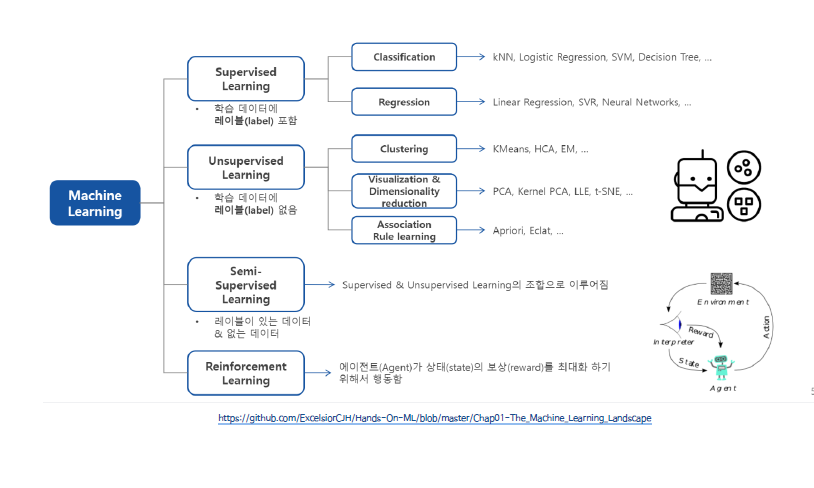 Machine
Learning
Supervised
Learning
• 학습 데이터에
레이블(label) 포함
Classification
kNN, Logistic Regression, SVM, Decision Tree, ...
Regression
Linear Regression, SVR, Neural Networks, ...
Unsupervised
Learning
• 학습 데이터에
레이블(label) 없음
Clustering
KMeans, HCA, EM, ...
Visualization &
Dimensionality
reduction
PCA, Kernel PCA, LLE, t-SNE, ...
Association
Rule learning
Apriori, Eclat, ...
Semi-
Supervised
Learning
Supervised & Unsupervised Learning의 조합으로 이루어짐
• 레이블이 있는 데이터
& 없는 데이터
Reinforcement
Learning
에이전트(Agent)가 상태(state)의 보상(reward)를 최대화 하기
위해서 행동함
Environment
Reward
Interpreter
State
Action
Agent
https://github.com/ExcelsiorCJH/Hands-On-ML/blob/master/Chap01-The_Machine_Learning_Landscape